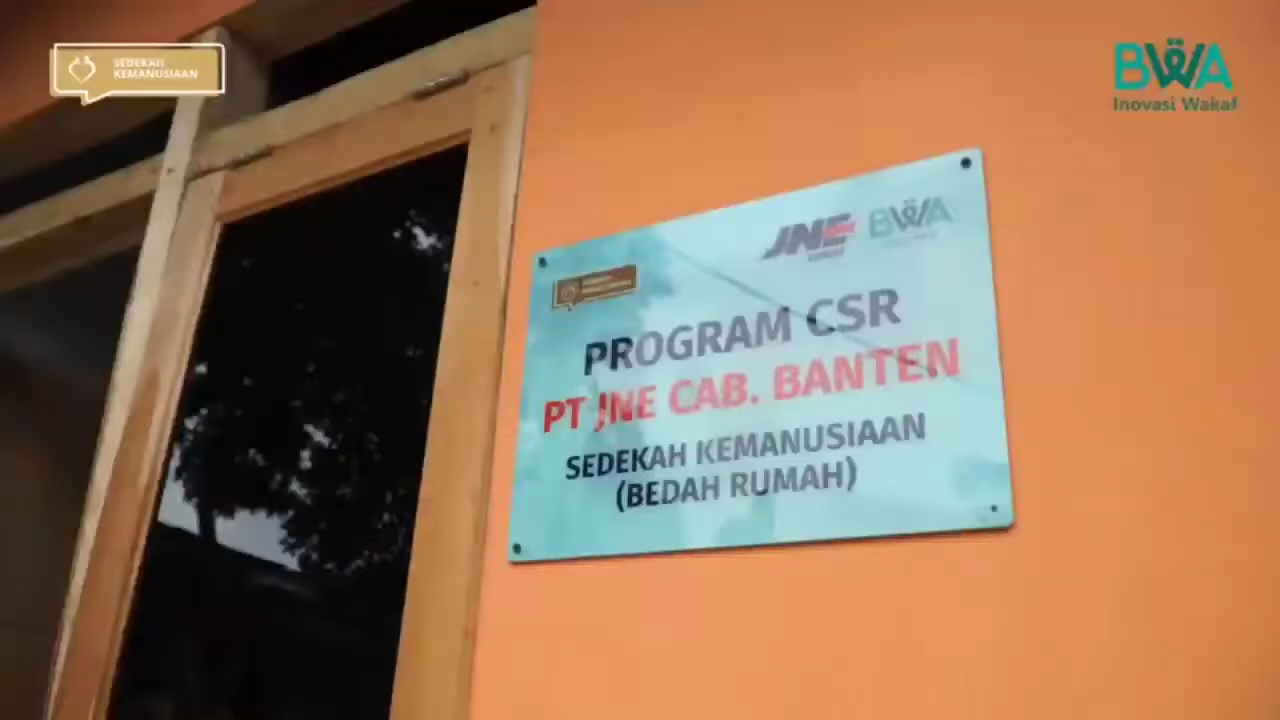 SEDEKAH
KEMANUSIAAN
BWA
Inovasi Wakaf
JNE BWA
PROGRAM CSR
PT JNE CAB. BANTEN
SEDEKAH KEMANUSIAAN
(BEDAH RUMAH)